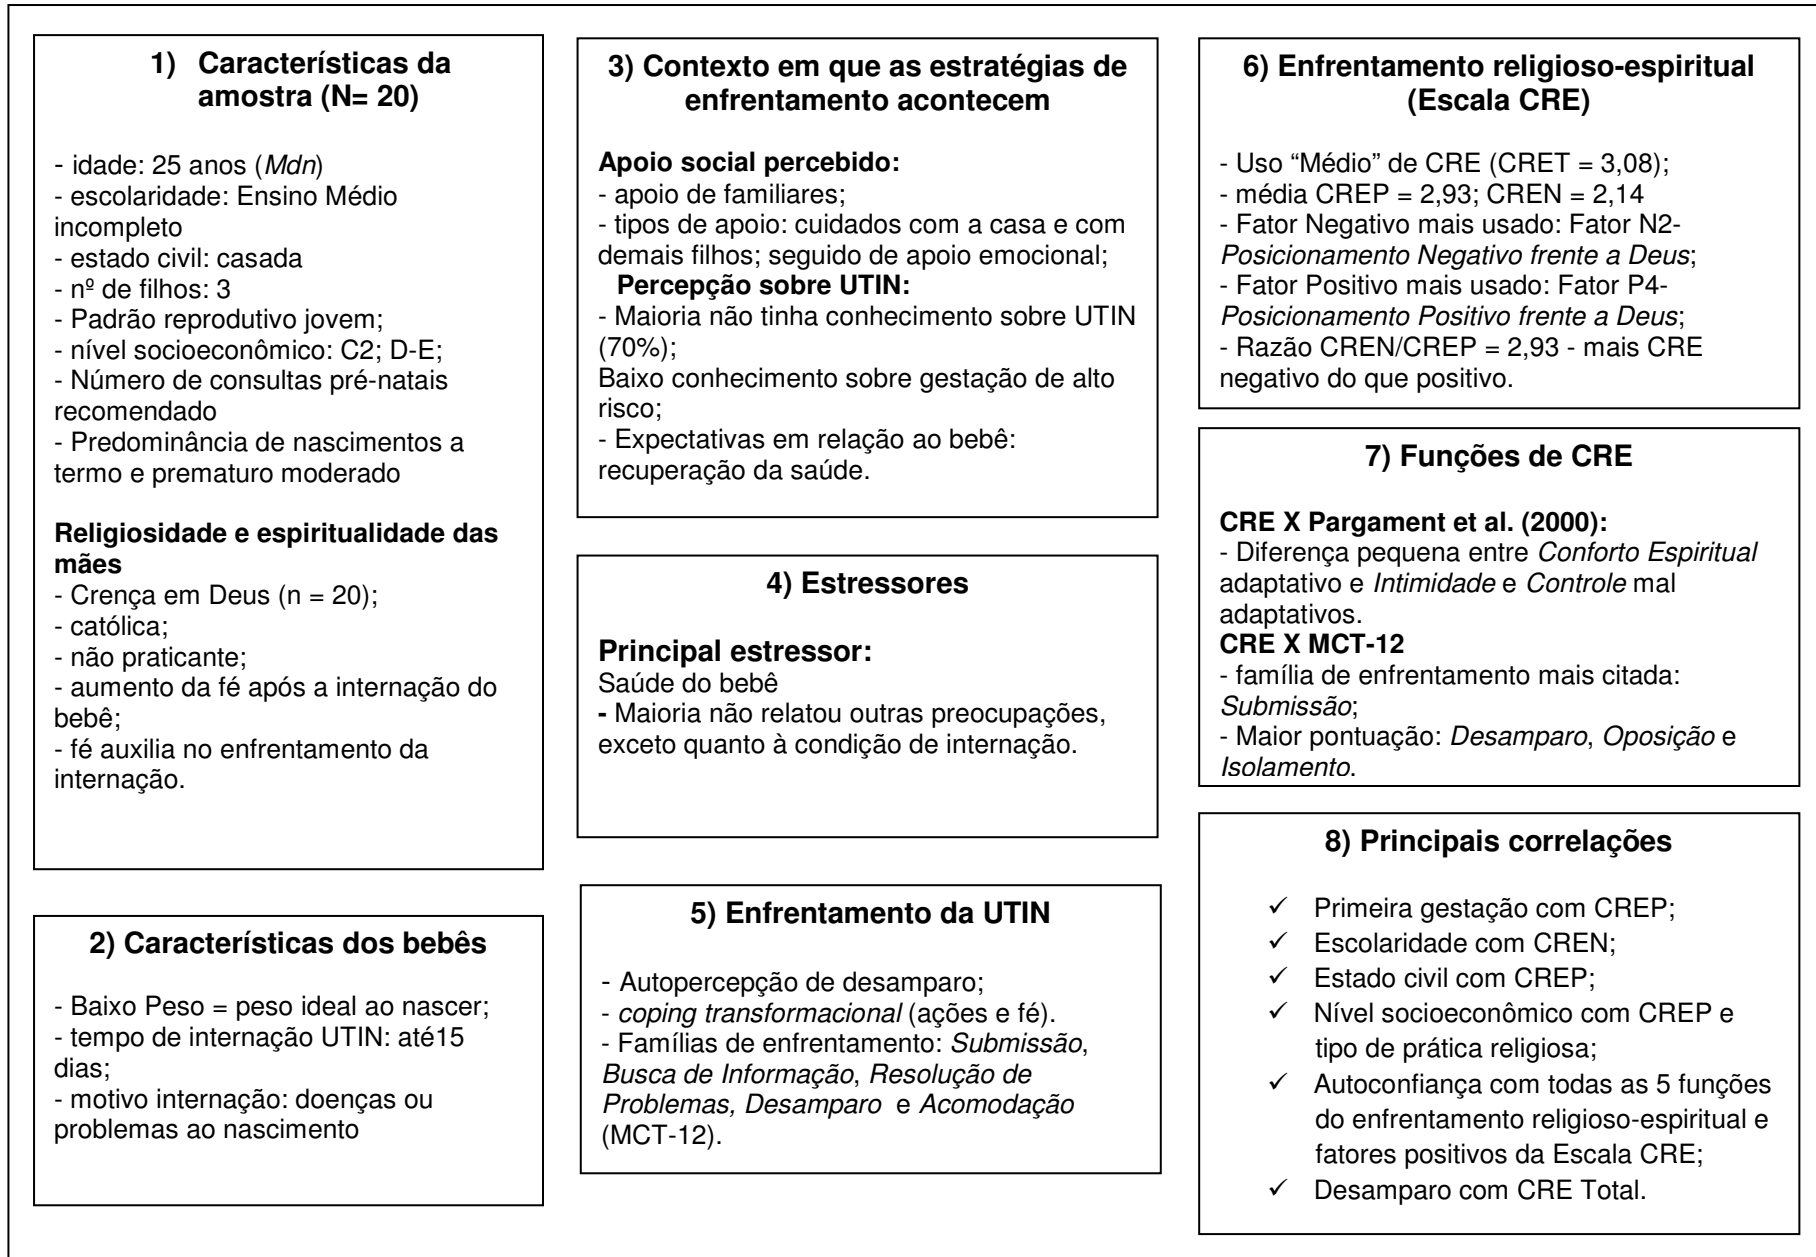 1) Características da
amostra (N= 20)
- idade: 25 anos (Mdn)
- escolaridade: Ensino Médio
incompleto
- estado civil: casada
- nº de filhos: 3
- Padrão reprodutivo jovem;
- nível socioeconômico: C2; D-E;
- Número de consultas pré-natais
recomendado
- Predominância de nascimentos a
termo e prematuro moderado
Religiosidade e espiritualidade das
mães
- Crença em Deus (n = 20);
- católica;
- não praticante;
- aumento da fé após a internação do
bebê;
- fé auxilia no enfrentamento da
internação.
2) Características dos bebês
- Baixo Peso = peso ideal ao nascer;
- tempo de internação UTIN: até15
dias;
- motivo internação: doenças ou
problemas ao nascimento
3) Contexto em que as estratégias de
enfrentamento acontecem
Apoio social percebido:
- apoio de familiares;
- tipos de apoio: cuidados com a casa e com
demais filhos; seguido de apoio emocional;
Percepção sobre UTIN:
- Maioria não tinha conhecimento sobre UTIN
(70%);
Baixo conhecimento sobre gestação de alto
risco;
- Expectativas em relação ao bebê:
recuperação da saúde.
4) Estressores
Principal estressor:
Saúde do bebê
- Maioria não relatou outras preocupações,
exceto quanto à condição de internação.
5) Enfrentamento da UTIN
- Autopercepção de desamparo;
- coping transformacional (ações e fé).
- Famílias de enfrentamento: Submissão,
Busca de Informação, Resolução de
Problemas, Desamparo e Acomodação
(MCT-12).
6) Enfrentamento religioso-espiritual
(Escala CRE)
- Uso “Médio” de CRE (CRET = 3,08);
- média CREP = 2,93; CREN = 2,14
- Fator Negativo mais usado: Fator N2-
Posicionamento Negativo frente a Deus;
- Fator Positivo mais usado: Fator P4-
Posicionamento Positivo frente a Deus;
- Razão CREN/CREP = 2,93 - mais CRE
negativo do que positivo.
7) Funções de CRE
CRE X Pargament et al. (2000):
- Diferença pequena entre Conforto Espiritual
adaptativo e Intimidade e Controle mal
adaptativos.
CRE X MCT-12
- família de enfrentamento mais citada:
Submissão;
- Maior pontuação: Desamparo, Oposição e
Isolamento.
8) Principais correlações
✓ Primeira gestação com CREP;
✓ Escolaridade com CREN;
✓ Estado civil com CREP;
✓ Nível socioeconômico com CREP e
tipo de prática religiosa;
✓ Autoconfiança com todas as 5 funções
do enfrentamento religioso-espiritual e
fatores positivos da Escala CRE;
✓ Desamparo com CRE Total.